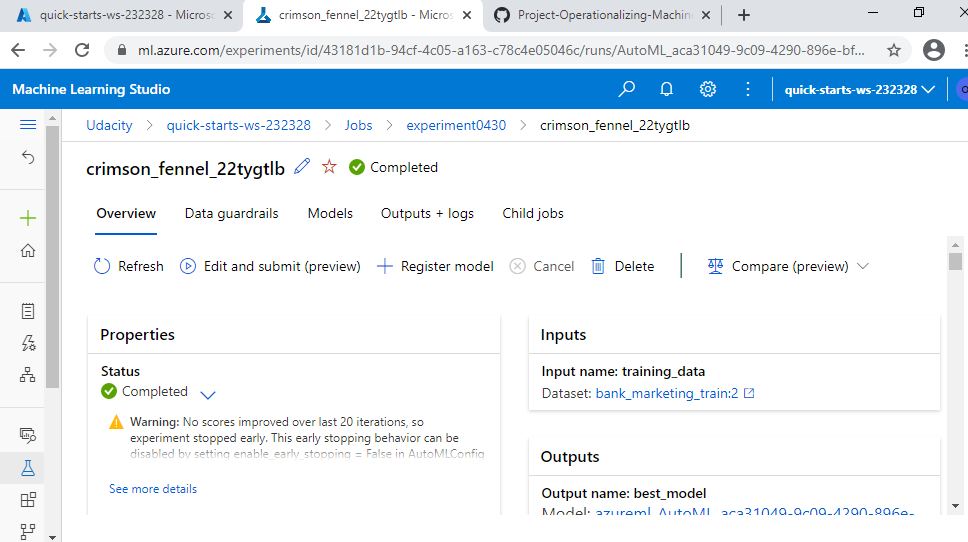 quick-starts-ws-232328 - Micros
crimson_fennel_22tygtlb - Micros
Project-Operationalizing-Machin
ml.azure.com/experiments/id/43181d1b-94cf-4c05-a163-c78c4e05046c/runs/AutoML_aca31049-9c09-4290-896e-bf...
Machine Learning Studio
quick-starts-ws-232328
Udacity > quick-starts-ws-232328 > Jobs > experiment0430 > crimson_fennel_22tygtlb
crimson_fennel_22tygtlb Completed
Overview Data guardrails Models Outputs + logs Child jobs
Refresh Edit and submit (preview) Register model Cancel Delete Compare (preview)
Properties
Status
Completed
Warning: No scores improved over last 20 iterations, so
experiment stopped early. This early stopping behavior can be
disabled by setting enable_early_stopping = False in AutoMLConfig
See more details
Inputs
Input name: training_data
Dataset: bank_marketing_train:2
Outputs
Output name: best_model
Model: azureml_AutoML_aca31049-9c09-4290-896e-